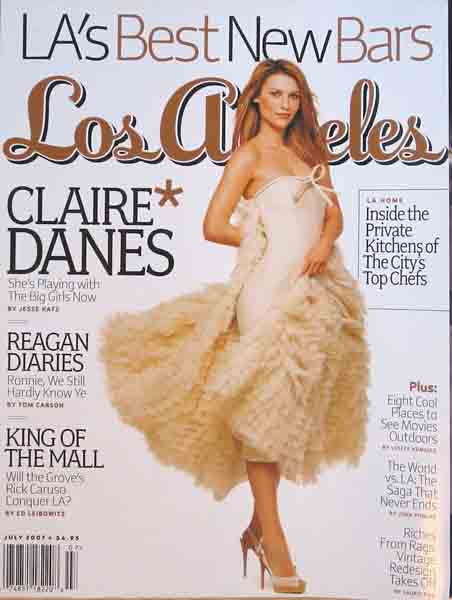 LA's Best New Bars
Los Angeles
CLAIRE*
DANES
She's Playing with
The Big Girls Now
BY JESSE KATZ
REAGAN
DIARIES
Ronnie, We Still
Hardly Know Ye
BY TOM CARSON
KING OF
THE MALL
Will the Grove's
Rick Caruso
Conquer LA?
BY ED LEIBOWITZ
JULY 2007 • $4.95
LA HOME
Inside the
Private
Kitchens of
The City's
Top Chefs
Plus:
Eight Cool
Places to
See Movies
Outdoors
BY
The World
vs. LA: The
Saga That
Never Ends
BY
Riches
From Rags:
Vintage
Redesign
Takes Off
BY